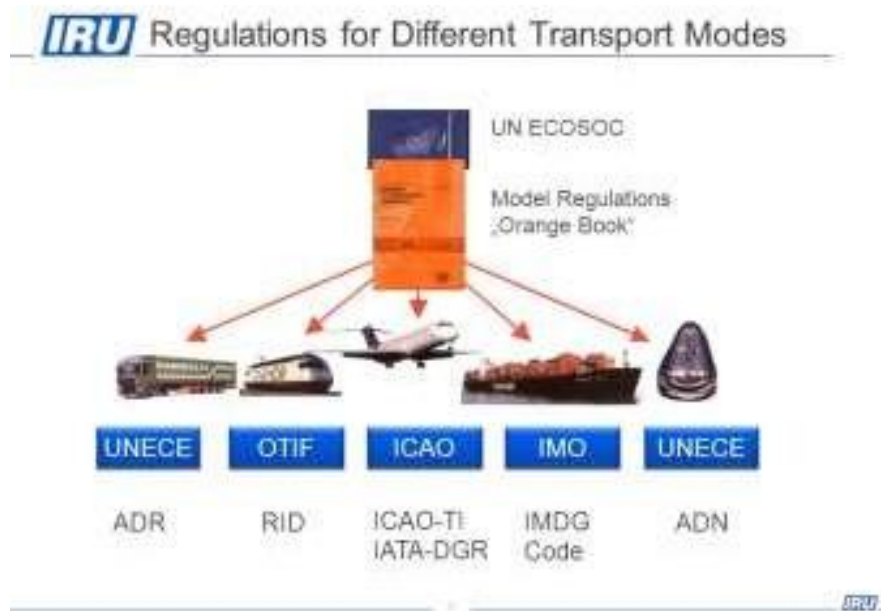 IRU Regulations for Different Transport Modes
UN ECOSOC
Model Regulations
„Orange Book“
UNECE
OTIF
ICAO
IMO
UNECE
ADR
RID
ICAO-TI
IATA-DGR
IMDG
Code
ADN
IRU